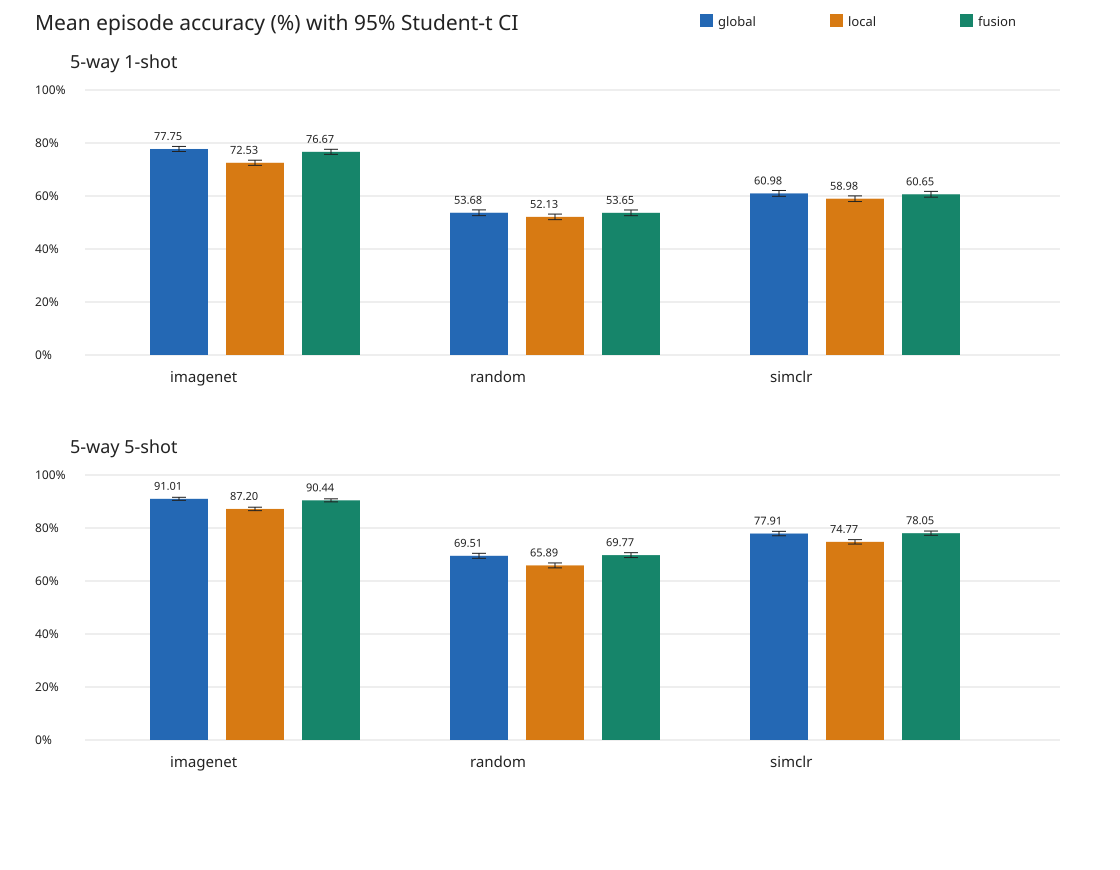 Mean episode accuracy (%) with 95% Student-t CI
global local fusion
5-way 1-shot
100%
80%
60%
40%
20%
0%
77.75 72.53 76.67
53.68 52.13 53.65
60.98 58.98 60.65
imagenet random simclr
5-way 5-shot
100%
80%
60%
40%
20%
0%
91.01 87.20 90.44
69.51 65.89 69.77
77.91 74.77 78.05
imagenet random simclr